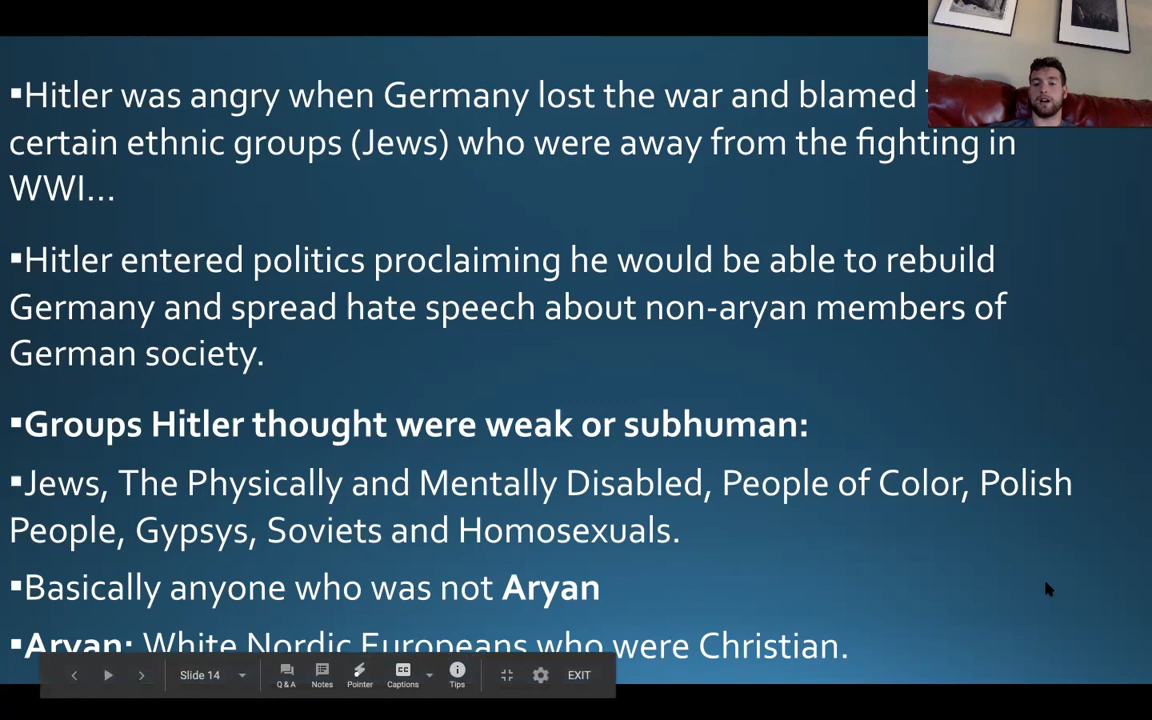 ▪Hitler was angry when Germany lost the war and blamed
certain ethnic groups (Jews) who were away from the fighting in
WWI...
▪Hitler entered politics proclaiming he would be able to rebuild
Germany and spread hate speech about non-aryan members of
German society.
▪Groups Hitler thought were weak or subhuman:
▪Jews, The Physically and Mentally Disabled, People of Color, Polish
People, Gypsys, Soviets and Homosexuals.
▪Basically anyone who was not Aryan
▪Aryan: White Nordic Europeans who were Christian.
Slide 14
Q & A
Notes
Pointer
CC
Captions
Tips
EXIT